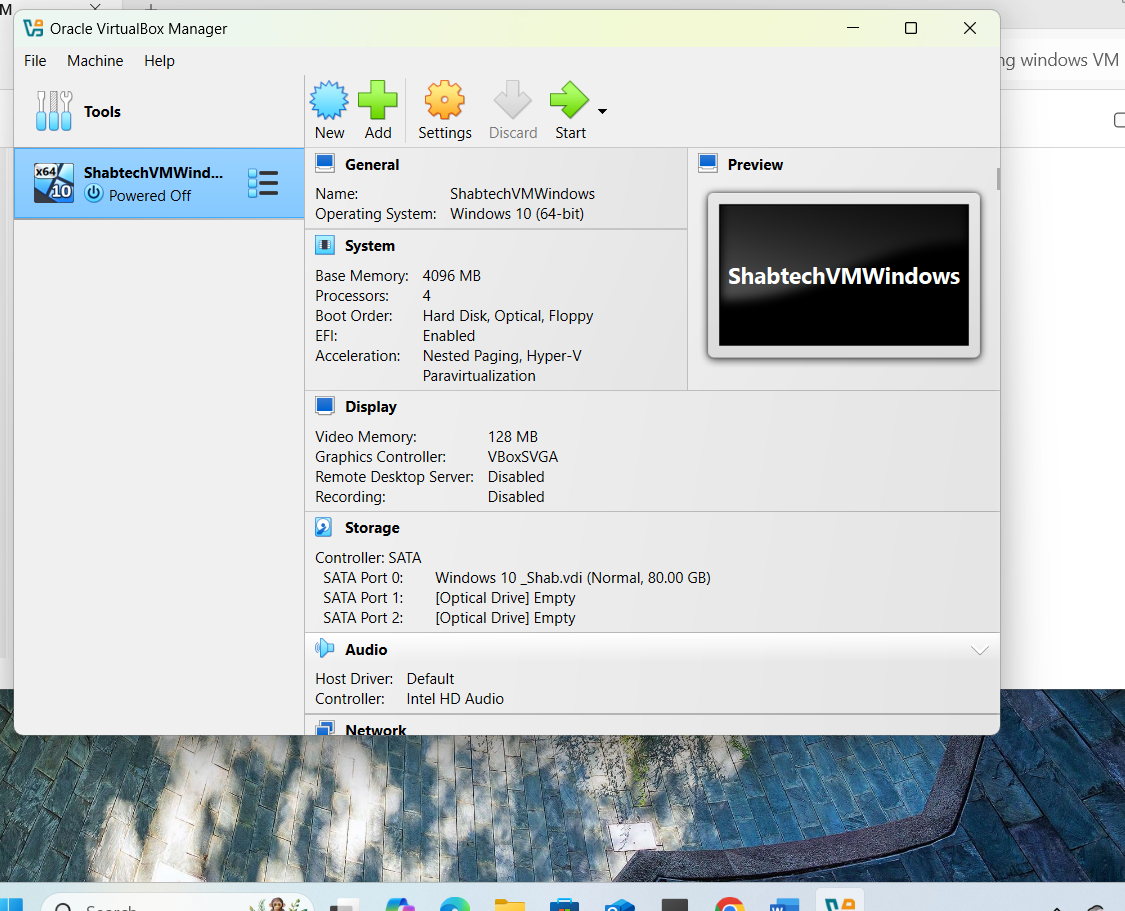 M
Oracle VirtualBox Manager
File Machine Help
ng windows VM
Tools
New Add Settings Discard Start
x64
10
ShabtechVMWind...
Powered Off
General
Name: ShabtechVMWindows
Operating System: Windows 10 (64-bit)
System
Base Memory: 4096 MB
Processors: 4
Boot Order: Hard Disk, Optical, Floppy
EFI: Enabled
Acceleration: Nested Paging, Hyper-V
Paravirtualization
Preview
ShabtechVMWindows
Display
Video Memory: 128 MB
Graphics Controller: VBoxSVGA
Remote Desktop Server: Disabled
Recording: Disabled
Storage
Controller: SATA
SATA Port 0: Windows 10 _Shab.vdi (Normal, 80.00 GB)
SATA Port 1: [Optical Drive] Empty
SATA Port 2: [Optical Drive] Empty
Audio
Host Driver: Default
Controller: Intel HD Audio
Network
Search